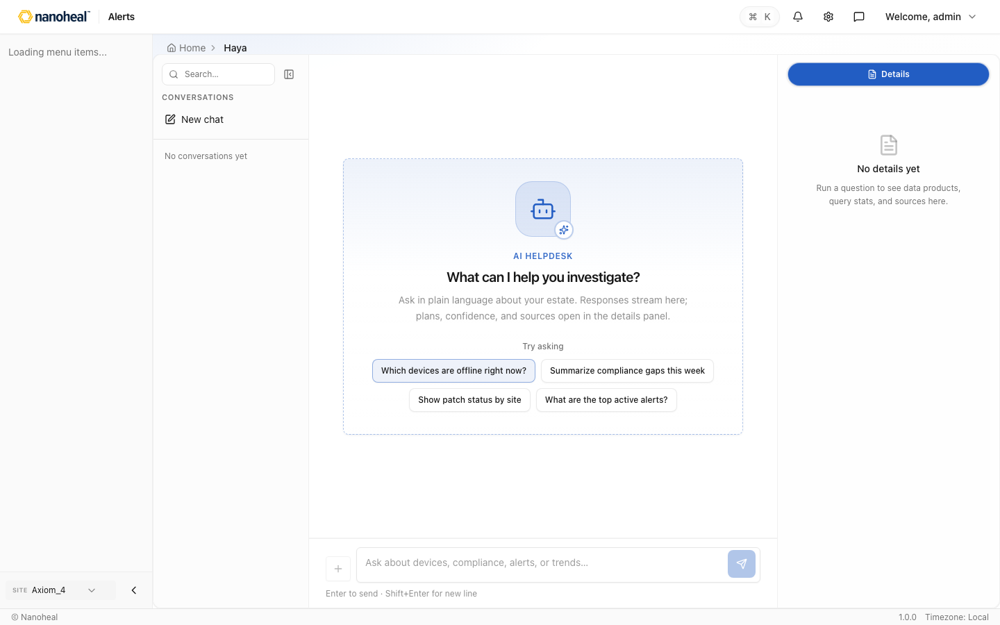 nanoheal™
Alerts
⌘ K
Welcome, admin
Loading menu items...
Home > Haya
Search...
CONVERSATIONS
New chat
No conversations yet
AI HELPDESK
What can I help you investigate?
Ask in plain language about your estate. Responses stream here;
plans, confidence, and sources open in the details panel.
Try asking
Which devices are offline right now?
Summarize compliance gaps this week
Show patch status by site
What are the top active alerts?
Ask about devices, compliance, alerts, or trends...
Enter to send · Shift+Enter for new line
Details
No details yet
Run a question to see data products,
query stats, and sources here.
SITE Axiom_4
© Nanoheal
1.0.0 Timezone: Local